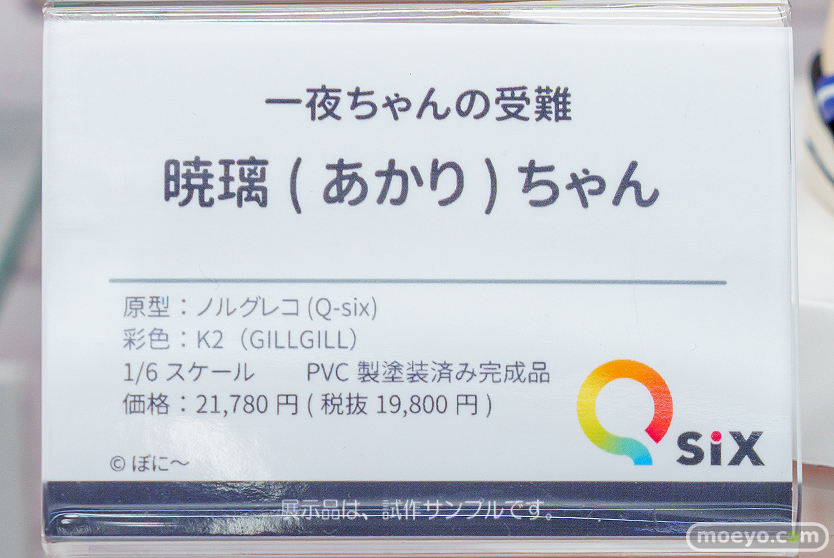 一夜ちゃんの受難
暁璃(あかり)ちゃん
原型：ノルグレコ(Q-six)
彩色：K2（GILLGILL）
1/6 スケール　　PVC 製塗装済み完成品
価格：21,780 円 ( 税抜 19,800 円 )
Q SiX
© ぼに〜
展示品は、試作サンプルです。
moeyo.com